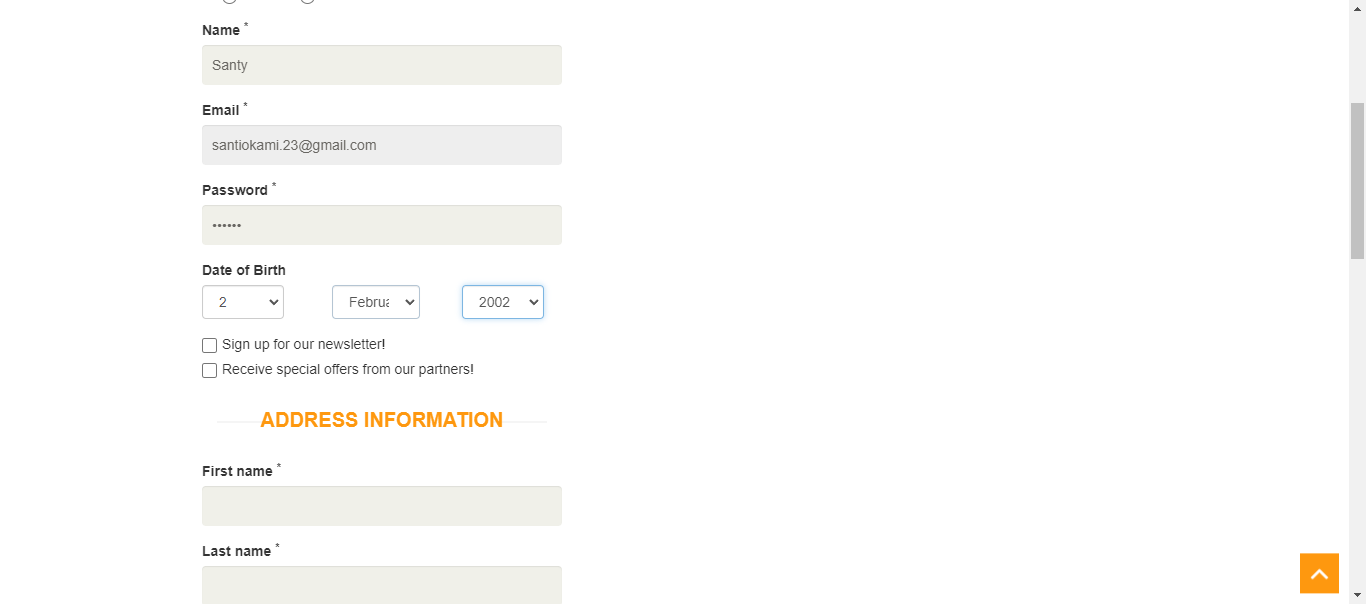 Name *
Santy
Email *
santiokami.23@gmail.com
Password *
••••••
Date of Birth
2 Februa 2002
Sign up for our newsletter!
Receive special offers from our partners!
ADDRESS INFORMATION
First name *
Last name *